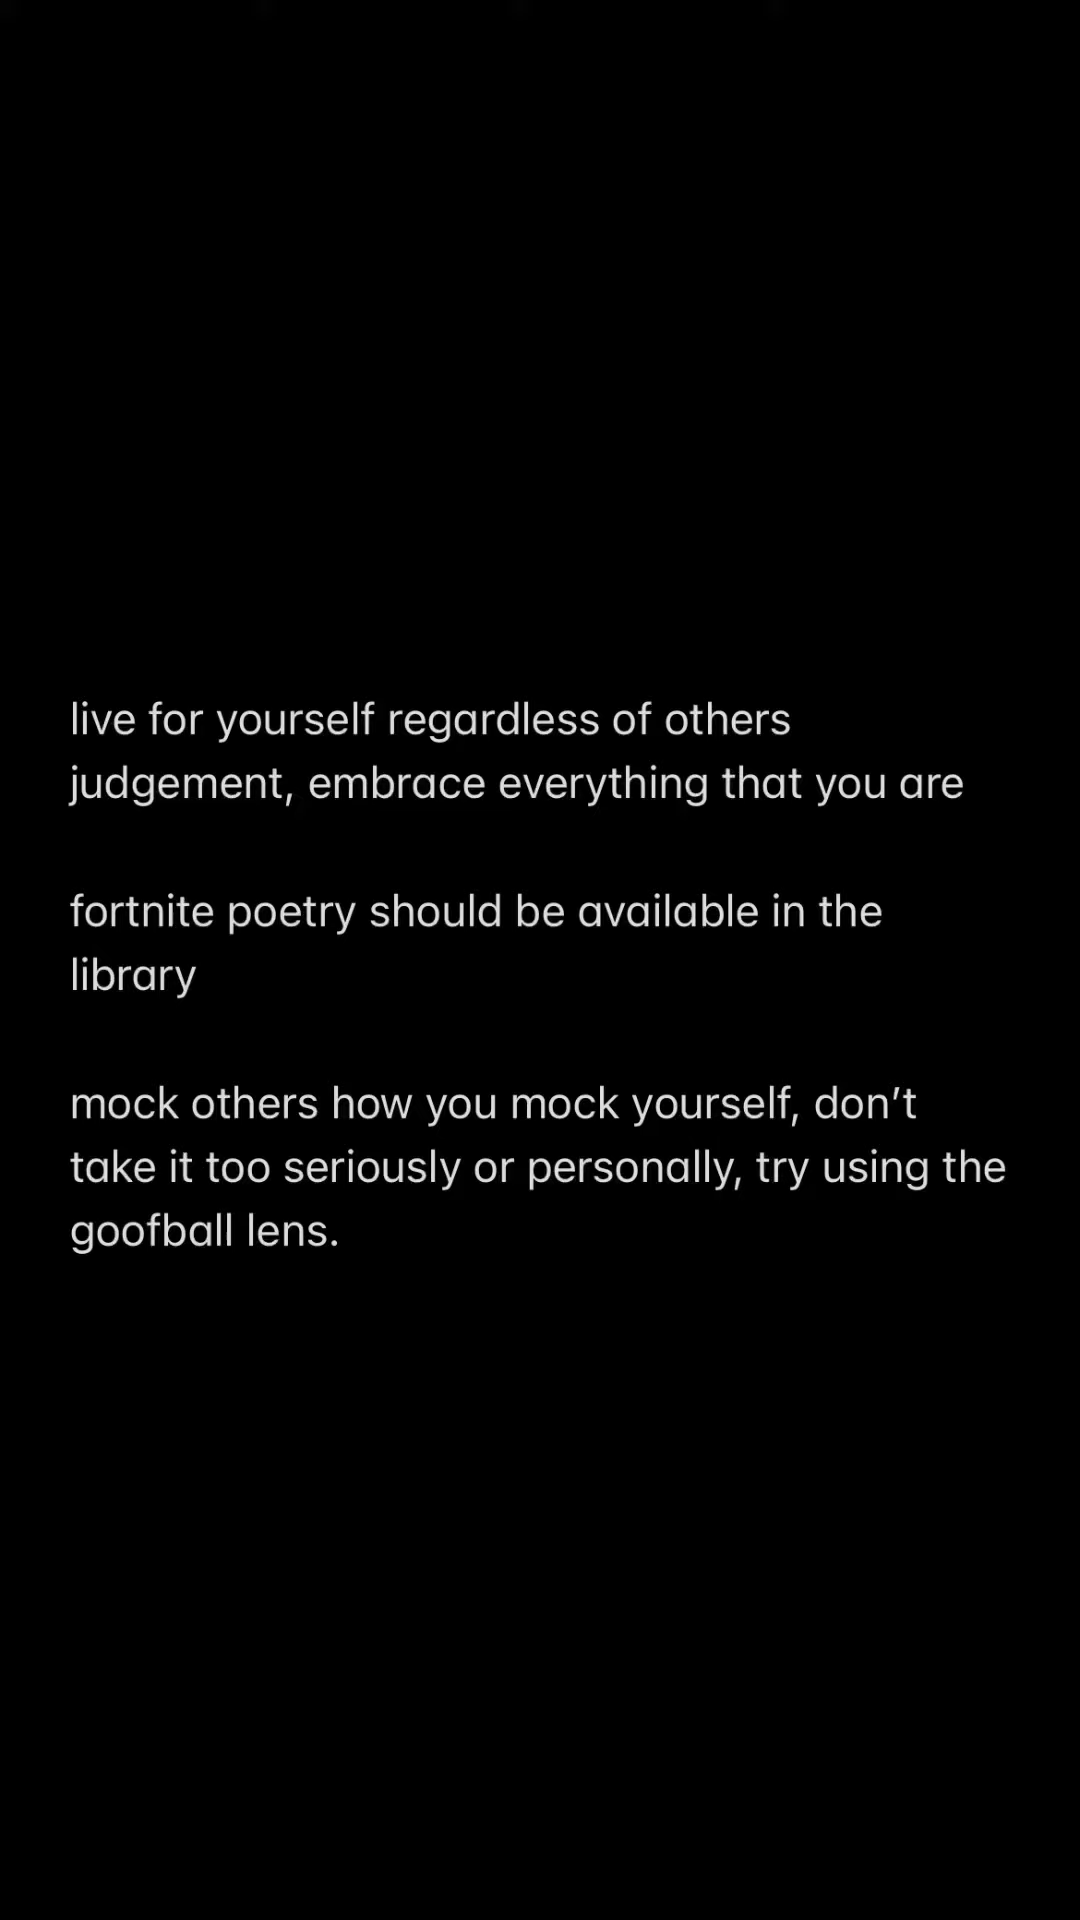 live for yourself regardless of others
judgement, embrace everything that you are
fortnite poetry should be available in the
library
mock others how you mock yourself, don’t
take it too seriously or personally, try using the
goofball lens.